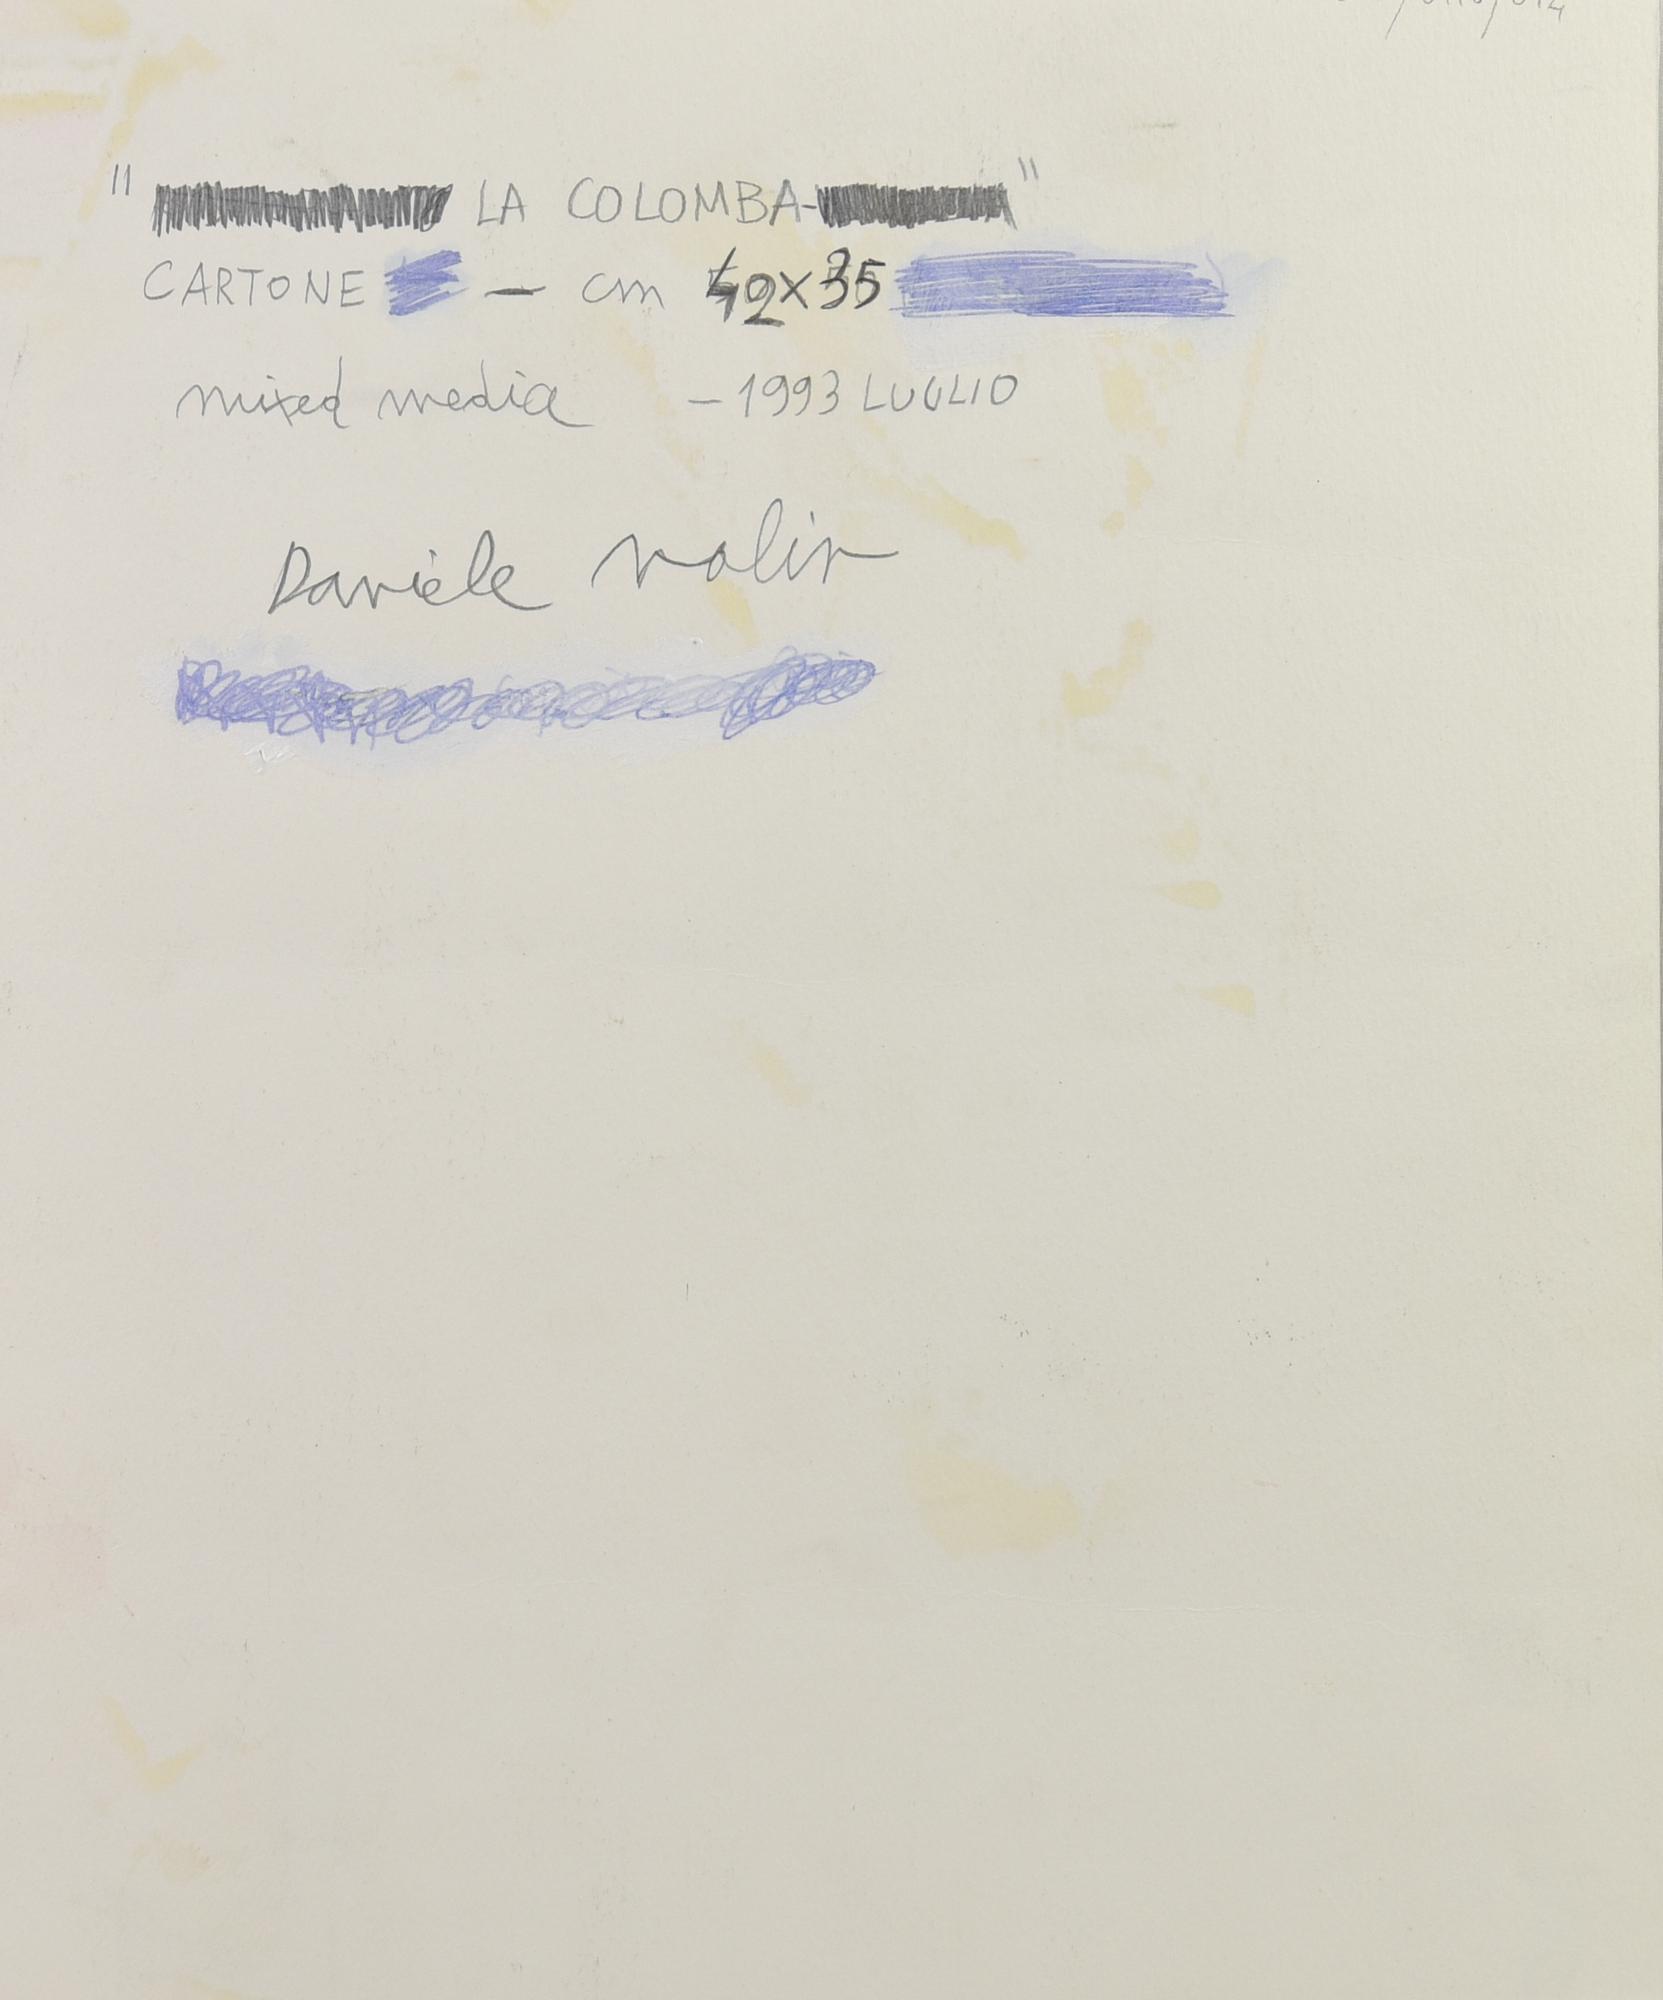 " LA COLOMBA- "
CARTONE — cm 42x35
mixed media - 1993 LUGLIO
Daniele